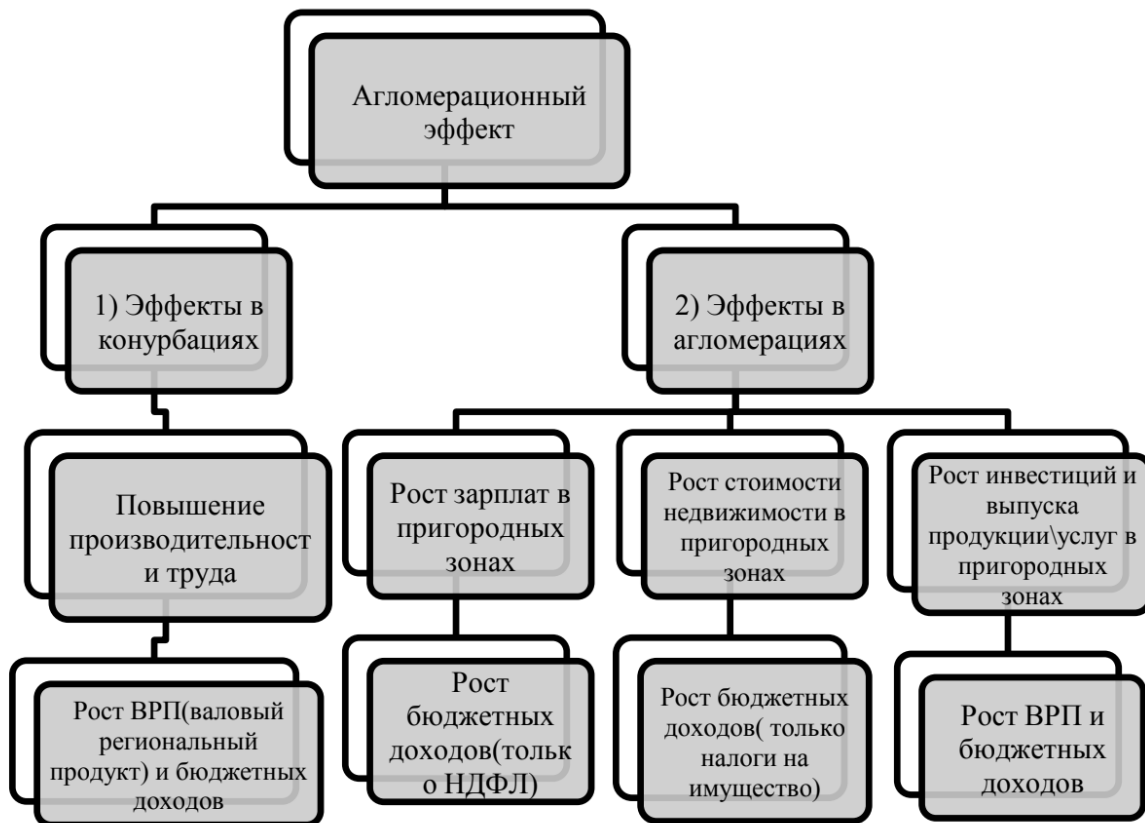 Агломерационный
эффект
1) Эффекты в
конурбациях
2) Эффекты в
агломерациях
Повышение
производительност
и труда
Рост зарплат в
пригородных
зонах
Рост стоимости
недвижимости в
пригородных
зонах
Рост инвестиций и
выпуска
продукции\услуг в
пригородных
зонах
Рост ВРП(валовый
региональный
продукт) и бюджетных
доходов
Рост
бюджетных
доходов(тольк
о НДФЛ)
Рост бюджетных
доходов( только
налоги на
имущество)
Рост ВРП и
бюджетных
доходов